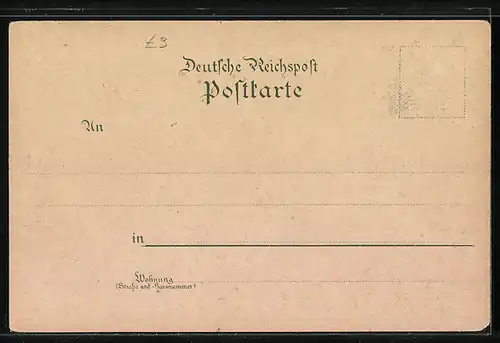 £3
Deutsche Reichspost
Postkarte
An
in
Wohnung
(Straße und Hausnummer)